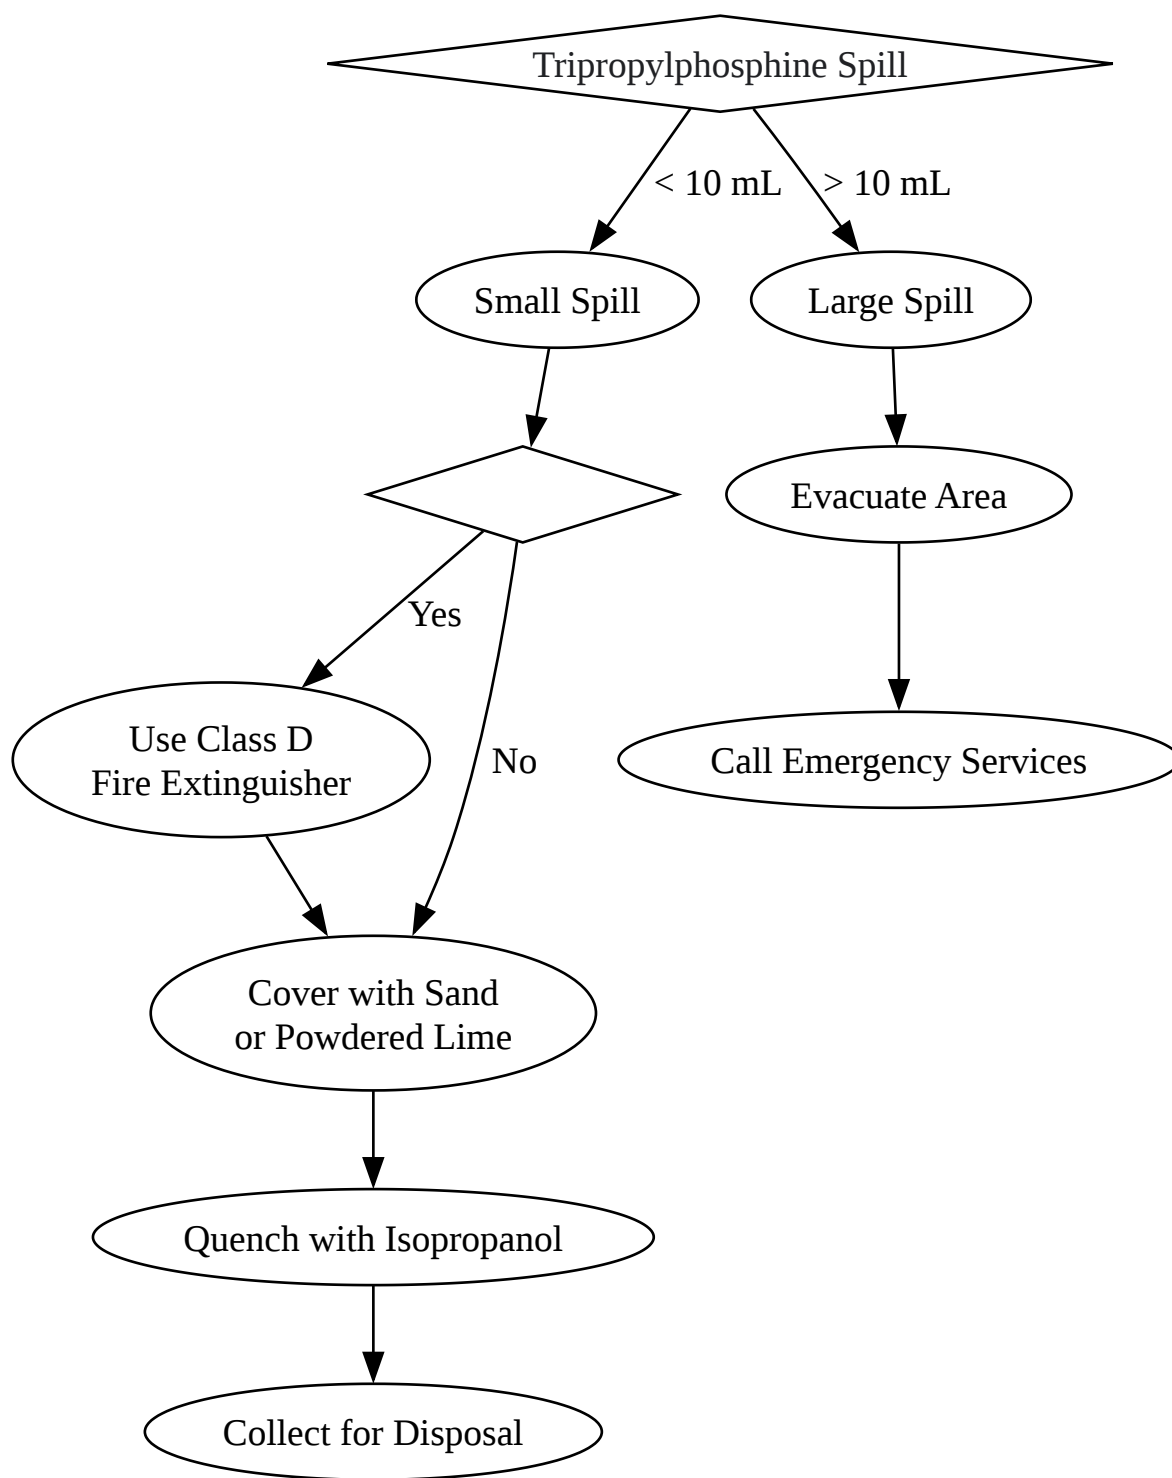 Tripropylphosphine Spill
< 10 mL
> 10 mL
Small Spill
Large Spill
Evacuate Area
Yes
Use Class D
Fire Extinguisher
No
Call Emergency Services
Cover with Sand
or Powdered Lime
Quench with Isopropanol
Collect for Disposal